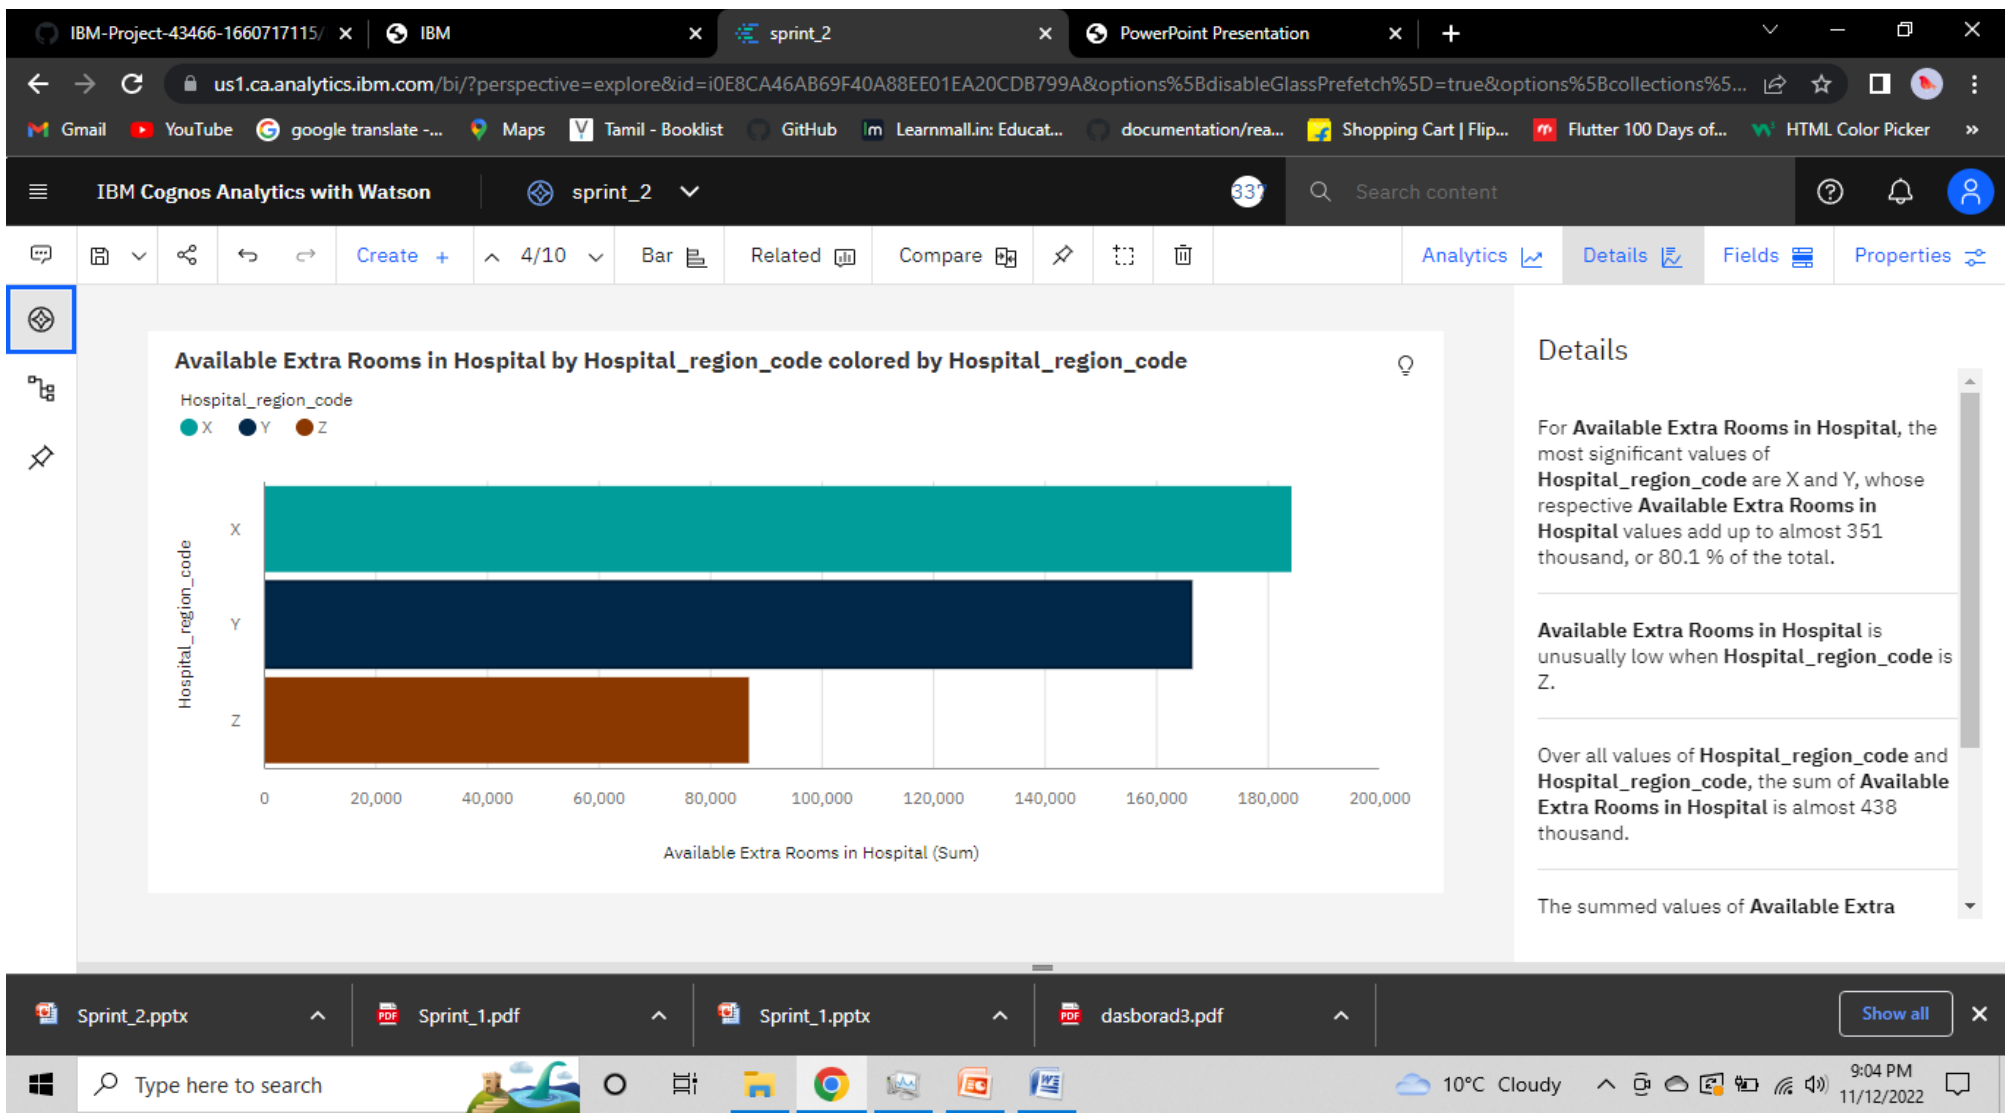 IBM-Project-43466-1660717115/
IBM
sprint_2
PowerPoint Presentation
us1.ca.analytics.ibm.com/bi/?perspective=explore&id=i0E8CA46AB69F40A88EE01EA20CDB799A&options%5BdisableGlassPrefetch%5D=true&options%5Bcollections%5...
Gmail
YouTube
google translate -...
Maps
Tamil - Booklist
GitHub
Learnmall.in: Educat...
documentation/rea...
Shopping Cart | Flip...
Flutter 100 Days of...
HTML Color Picker
»
IBM Cognos Analytics with Watson
sprint_2
337
Search content
Create +
4/10
Bar
Related
Compare
Analytics
Details
Fields
Properties
Available Extra Rooms in Hospital by Hospital_region_code colored by Hospital_region_code
Hospital_region_code
X Y Z
Hospital_region_code
X
Y
Z
0 20,000 40,000 60,000 80,000 100,000 120,000 140,000 160,000 180,000 200,000
Available Extra Rooms in Hospital (Sum)
Details
For Available Extra Rooms in Hospital, the
most significant values of
Hospital_region_code are X and Y, whose
respective Available Extra Rooms in
Hospital values add up to almost 351
thousand, or 80.1 % of the total.
Available Extra Rooms in Hospital is
unusually low when Hospital_region_code is
Z.
Over all values of Hospital_region_code and
Hospital_region_code, the sum of Available
Extra Rooms in Hospital is almost 438
thousand.
The summed values of Available Extra
Sprint_2.pptx
Sprint_1.pdf
Sprint_1.pptx
dasborad3.pdf
Show all
Type here to search
10°C Cloudy
9:04 PM
11/12/2022